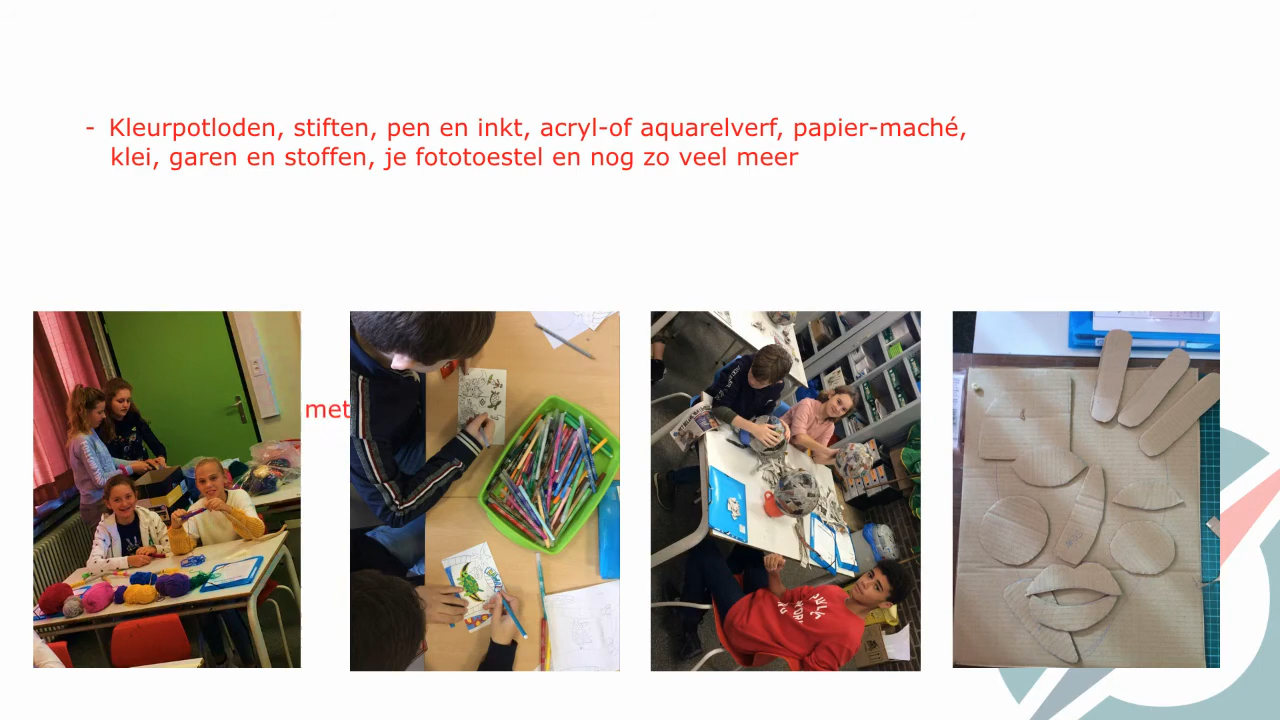 - Kleurpotloden, stiften, pen en inkt, acryl-of aquarelverf, papier-maché,
klei, garen en stoffen, je fototoestel en nog zo veel meer
met